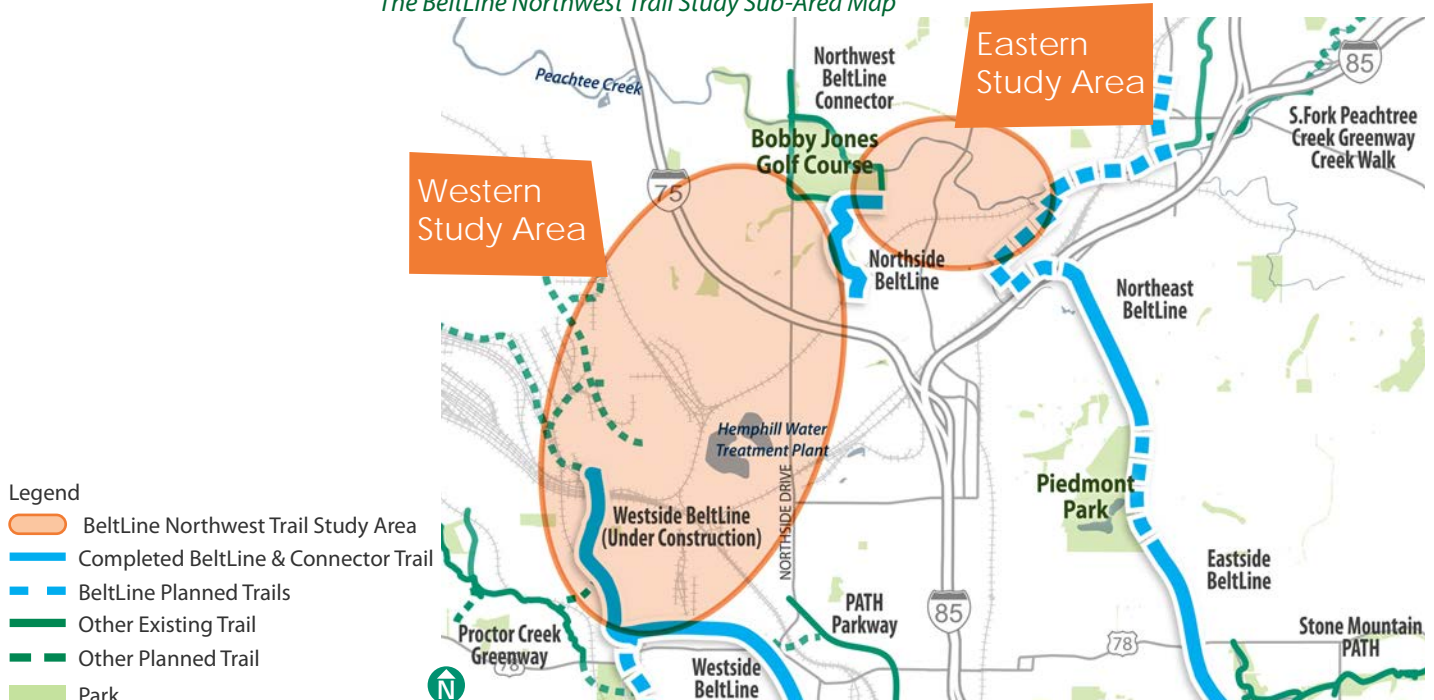 The BeltLine Northwest Trail Study Sub-Area Map
Eastern
Study Area
85
Northwest
BeltLine
Connector
Peachtee Creek
S.Fork Peachtree
Creek Greenway
Creek Walk
Bobby Jones
Golf Course
Western
Study Area
75
Northside
BeltLine
Northeast
BeltLine
Hemphill Water
Treatment Plant
NORTHSIDE DRIVE
Piedmont
Park
Westside BeltLine
(Under Construction)
Eastside
BeltLine
PATH
Parkway
85
78
Stone Mountain
PATH
Proctor Creek
Greenway
78
Westside
BeltLine
N
Legend
BeltLine Northwest Trail Study Area
Completed BeltLine & Connector Trail
BeltLine Planned Trails
Other Existing Trail
Other Planned Trail
Park